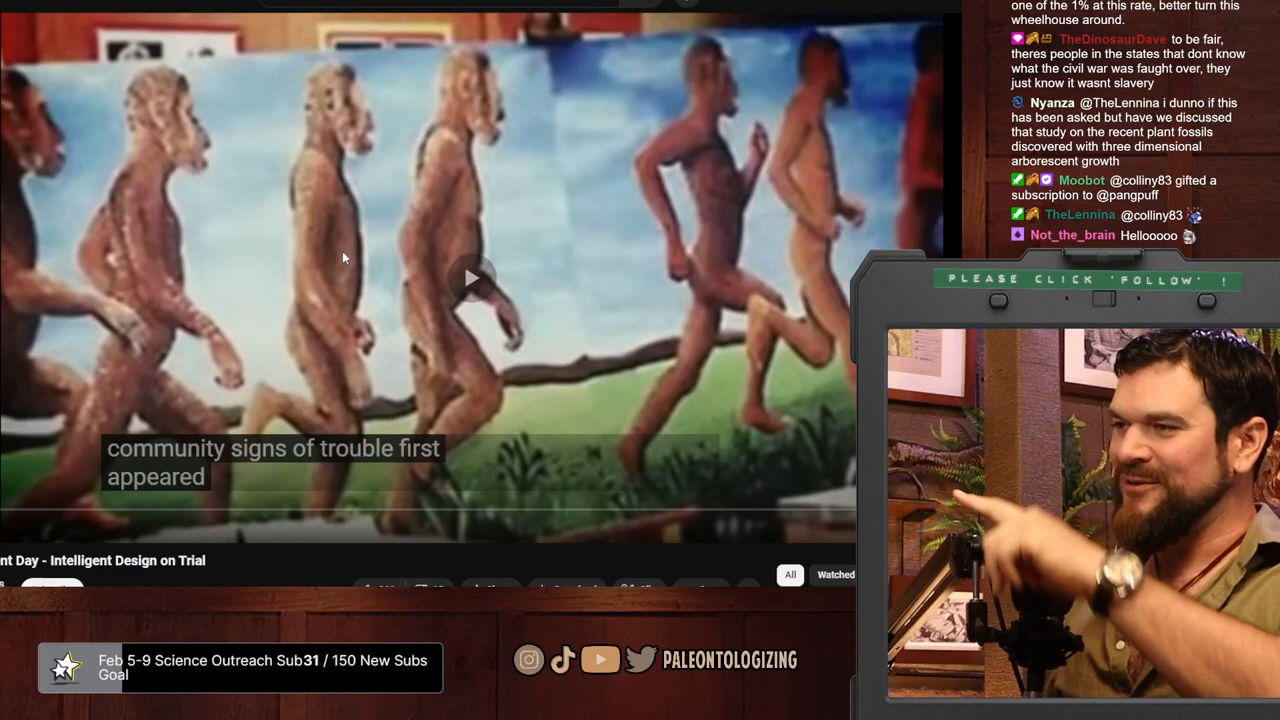 one of the 1% at this rate, better turn this
wheelhouse around.
TheDinosaurDave to be fair,
theres people in the states that dont know
what the civil war was fought over, they
just know it wasnt slavery
Nyanza @TheLennina i dunno if this
has been asked but have we discussed
that study on the recent plant fossils
discovered with three dimensional
arborescent growth
Moobot @colliny83 gifted a
subscription to @pangpuff
TheLennina @colliny83
Not_the_brain Hellooooo
PLEASE CLICK 'FOLLOW' !
community signs of trouble first
appeared
nt Day - Intelligent Design on Trial
All Watched
Feb 5-9 Science Outreach Sub 31 / 150 New Subs
Goal
PALEONTOLOGIZING